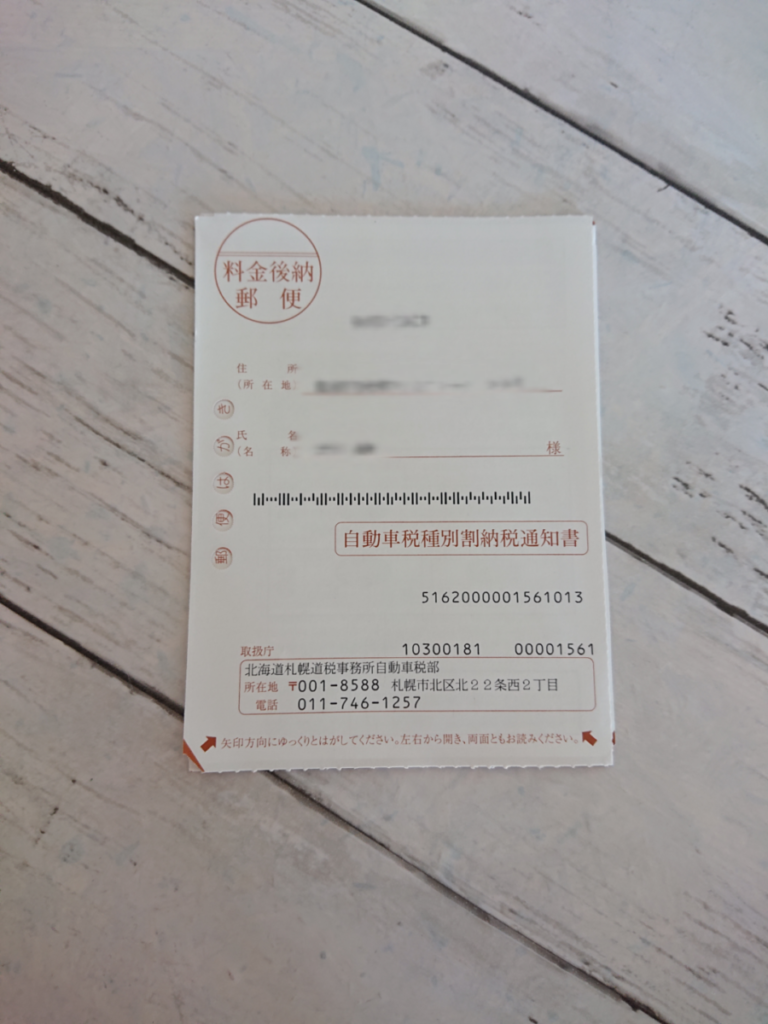 料金後納
郵便
住所
(所在地)
氏名
(名称)
様
郵便はがき
自動車税種別割納税通知書
5162000001561013
取扱庁 10300181 00001561
北海道札幌道税事務所自動車税部
所在地 〒001-8588 札幌市北区北22条西2丁目
電話 011-746-1257
矢印方向にゆっくりとはがしてください。左右から開き、両面ともお読みください。